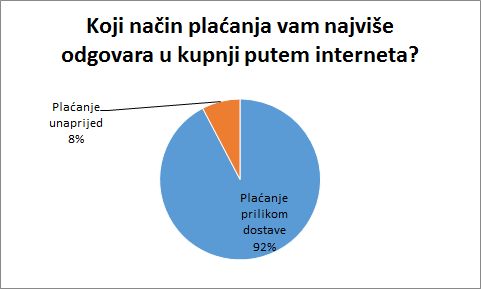 Koji način plaćanja vam najviše
odgovara u kupnji putem interneta?
Plaćanje
unaprijed
8%
Plaćanje
prilikom
dostave
92%